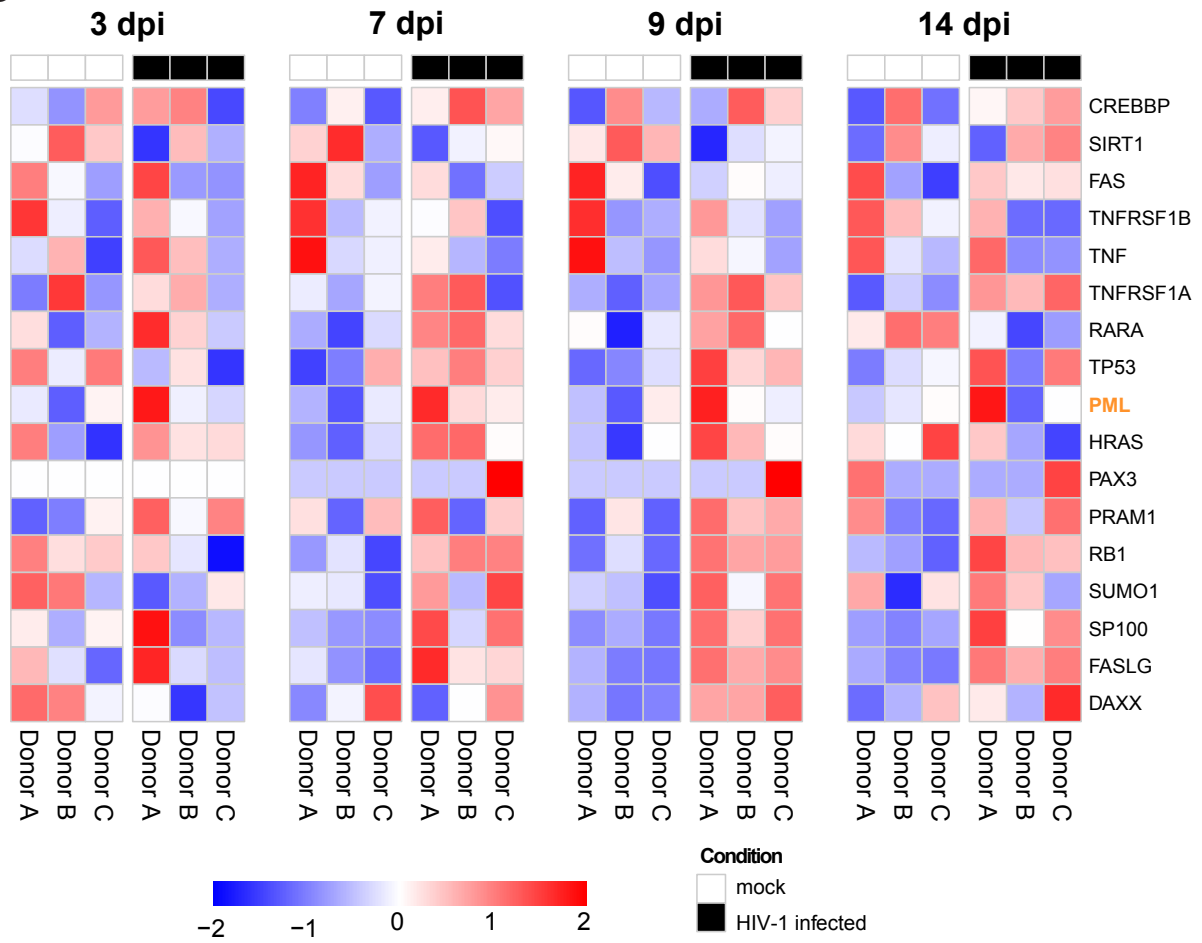 3 dpi 7 dpi 9 dpi 14 dpi
CREBBP
SIRT1
FAS
TNFRSF1B
TNF
TNFRSF1A
RARA
TP53
PML
HRAS
PAX3
PRAM1
RB1
SUMO1
SP100
FASLG
DAXX
Donor A Donor B Donor C Donor A Donor B Donor C Donor A Donor B Donor C Donor A Donor B Donor C Donor A Donor B Donor C Donor A Donor B Donor C Donor A Donor B Donor C Donor A Donor B Donor C
−2 −1 0 1 2
Condition
mock
HIV-1 infected